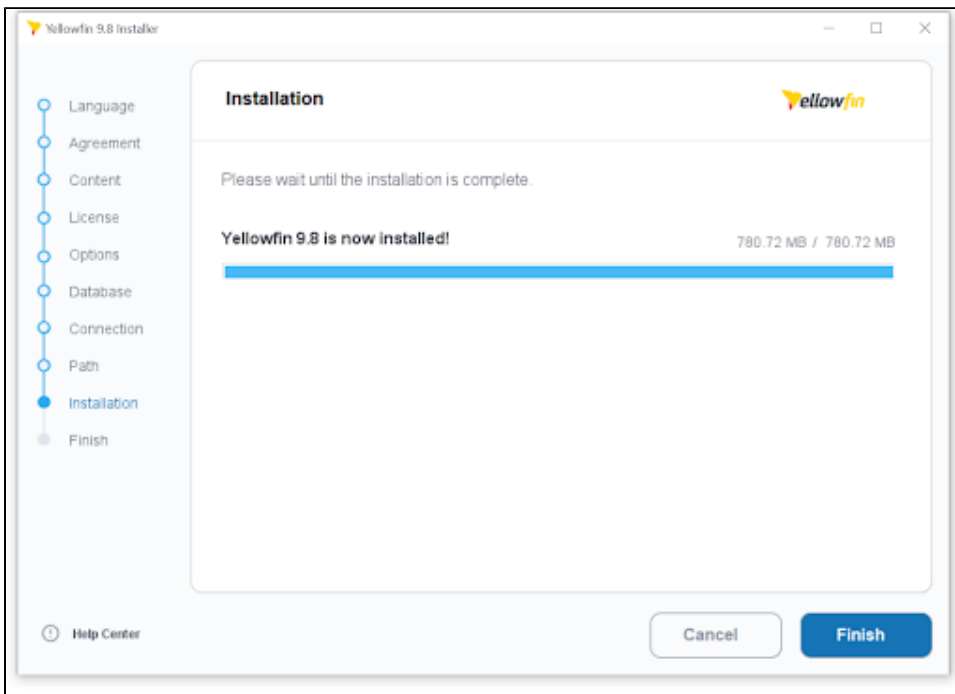 Yellowfin 9.8 Installer
Language
Agreement
Content
License
Options
Database
Connection
Path
Installation
Finish
Help Center
Installation
Yellowfin
Please wait until the installation is complete.
Yellowfin 9.8 is now installed!
780.72 MB / 780.72 MB
Cancel
Finish